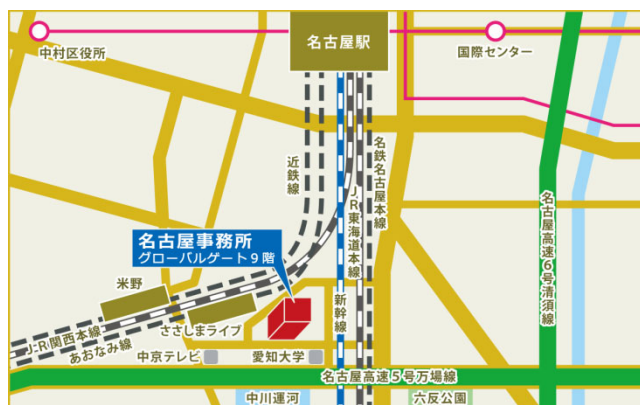 名古屋駅
中村区役所
国際センター
近鉄線
JR東海道本線
名鉄名古屋本線
名古屋高速6号清須線
名古屋事務所
グローバルゲート9階
米野
ささしまライブ
新幹線
J-R関西本線
あおなみ線
中京テレビ
愛知大学
名古屋高速5号万場線
中川運河
六反公園